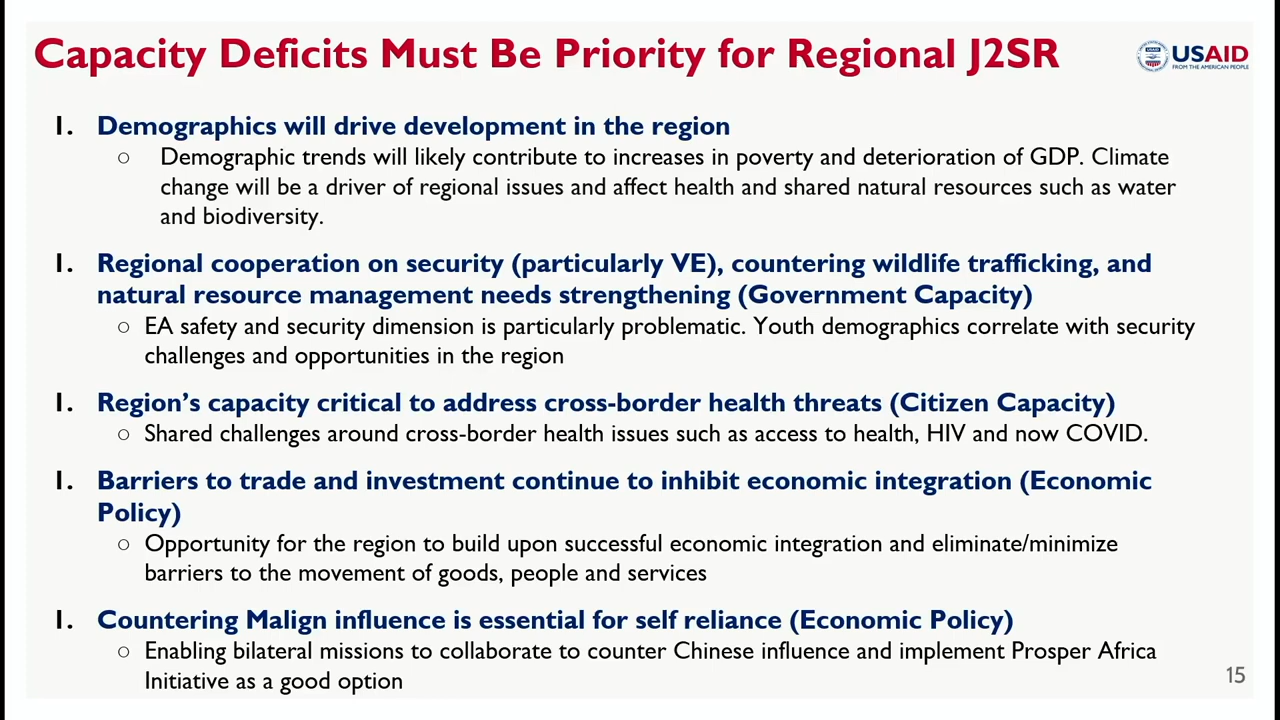 Capacity Deficits Must Be Priority for Regional J2SR
USAID
FROM THE AMERICAN PEOPLE
1. Demographics will drive development in the region
○ Demographic trends will likely contribute to increases in poverty and deterioration of GDP. Climate
change will be a driver of regional issues and affect health and shared natural resources such as water
and biodiversity.
1. Regional cooperation on security (particularly VE), countering wildlife trafficking, and
natural resource management needs strengthening (Government Capacity)
○ EA safety and security dimension is particularly problematic. Youth demographics correlate with security
challenges and opportunities in the region
1. Region's capacity critical to address cross-border health threats (Citizen Capacity)
○ Shared challenges around cross-border health issues such as access to health, HIV and now COVID.
1. Barriers to trade and investment continue to inhibit economic integration (Economic
Policy)
○ Opportunity for the region to build upon successful economic integration and eliminate/minimize
barriers to the movement of goods, people and services
1. Countering Malign influence is essential for self reliance (Economic Policy)
○ Enabling bilateral missions to collaborate to counter Chinese influence and implement Prosper Africa
Initiative as a good option
15